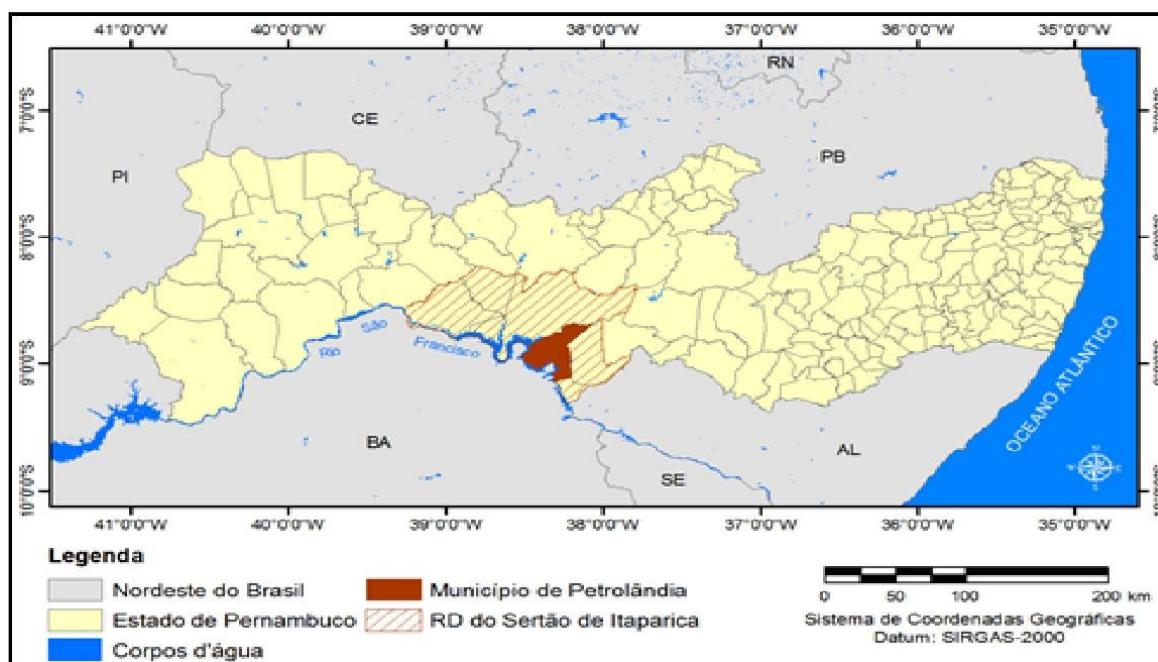 41°0'0"W 40°0'0"W 39°0'0"W 38°0'0"W 37°0'0"W 36°0'0"W 35°0'0"W
RN
7°0'0"S
CE
PB
PI
8°0'0"S
Rio São Francisco
9°0'0"S
OCEANO ATLÂNTICO
BA
AL
SE
10°0'0"S
41°0'0"W 40°0'0"W 39°0'0"W 38°0'0"W 37°0'0"W 36°0'0"W 35°0'0"W
Legenda
Nordeste do Brasil
Município de Petrolândia
Estado de Pernambuco
RD do Sertão de Itaparica
Corpos d'água
0 50 100 200 km
Sistema de Coordenadas Geográficas
Datum: SIRGAS-2000